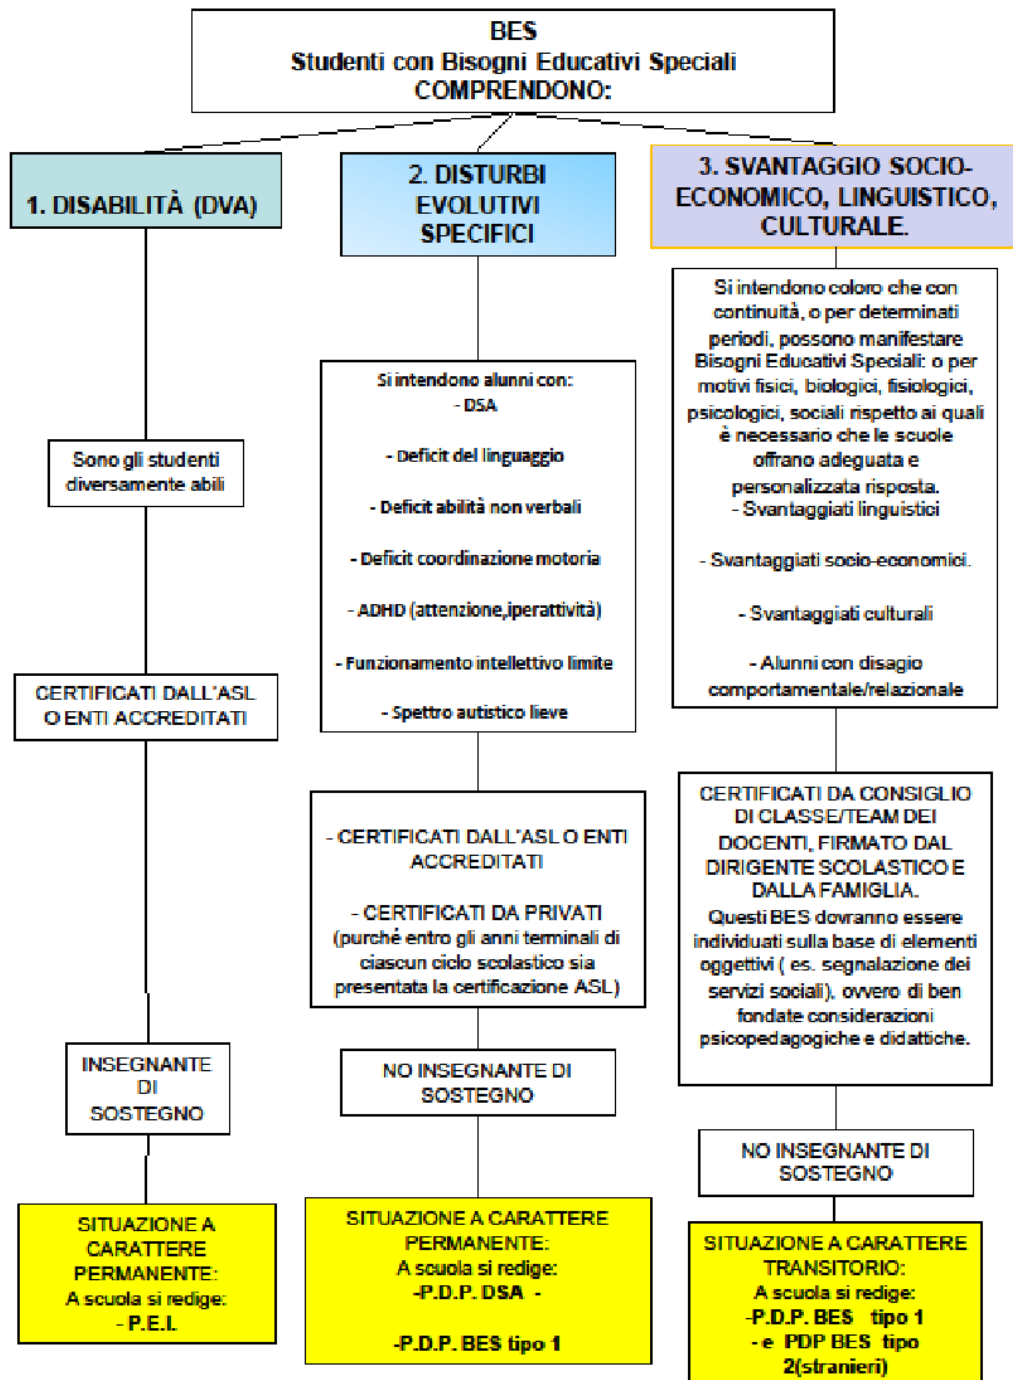 BES
Studenti con Bisogni Educativi Speciali
COMPRENDONO:
1. DISABILITÀ (DVA)
Sono gli studenti
diversamente abili
CERTIFICATI DALL'ASL
O ENTI ACCREDITATI
INSEGNANTE
DI
SOSTEGNO
SITUAZIONE A
CARATTERE
PERMANENTE:
A scuola si redige:
- P.E.I.
2. DISTURBI
EVOLUTIVI
SPECIFICI
Si intendono alunni con:
- DSA
- Deficit del linguaggio
- Deficit abilità non verbali
- Deficit coordinazione motoria
- ADHD (attenzione,iperattività)
- Funzionamento intellettivo limite
- Spettro autistico lieve
- CERTIFICATI DALL'ASL O ENTI
ACCREDITATI
- CERTIFICATI DA PRIVATI
(purché entro gli anni terminali di
ciascun ciclo scolastico sia
presentata la certificazione ASL)
NO INSEGNANTE DI
SOSTEGNO
SITUAZIONE A CARATTERE
PERMANENTE:
A scuola si redige:
-P.D.P. DSA -
-P.D.P. BES tipo 1
3. SVANTAGGIO SOCIO-
ECONOMICO, LINGUISTICO,
CULTURALE.
Si intendono coloro che con
continuità, o per determinati
periodi, possono manifestare
Bisogni Educativi Speciali: o per
motivi fisici, biologici, fisiologici,
psicologici, sociali rispetto ai quali
è necessario che le scuole
offrano adeguata e
personalizzata risposta.
- Svantaggiati linguistici
- Svantaggiati socio-economici.
- Svantaggiati culturali
- Alunni con disagio
comportamentale/relazionale
CERTIFICATI DA CONSIGLIO
DI CLASSE/TEAM DEI
DOCENTI, FIRMATO DAL
DIRIGENTE SCOLASTICO E
DALLA FAMIGLIA.
Questi BES dovranno essere
individuati sulla base di elementi
oggettivi ( es. segnalazione dei
servizi sociali), ovvero di ben
fondate considerazioni
psicopedagogiche e didattiche.
NO INSEGNANTE DI
SOSTEGNO
SITUAZIONE A CARATTERE
TRANSITORIO:
A scuola si redige:
-P.D.P. BES tipo 1
- e PDP BES tipo
2(stranieri)